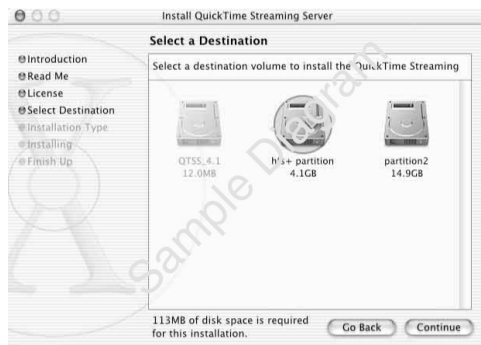 Install QuickTime Streaming Server
Select a Destination
Introduction
Read Me
License
Select Destination
Installation Type
Installing
Finish Up
Select a destination volume to install the QuickTime Streaming
QTSS_4.1
12.0MB
hfs+ partition
4.1GB
partition2
14.9GB
Sample Diagram
113MB of disk space is required
for this installation.
Go Back
Continue